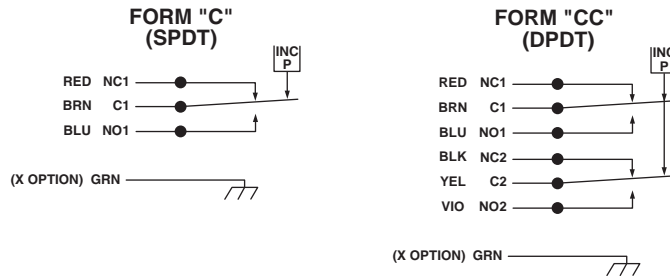 FORM "C"
(SPDT)
INC
P
RED NC1
BRN C1
BLU NO1
(X OPTION) GRN
FORM "CC"
(DPDT)
INC
P
RED NC1
BRN C1
BLU NO1
BLK NC2
YEL C2
VIO NO2
(X OPTION) GRN